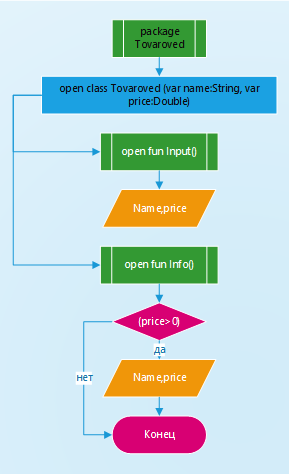 package
Tovaroved
open class Tovaroved (var name:String, var
price:Double)
open fun Input()
Name,price
open fun Info()
(price>0)
да
нет
Name,price
Конец